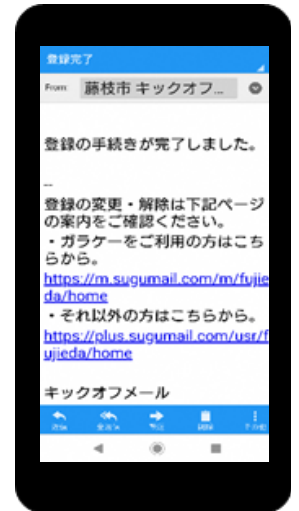 登録完了
From: 藤枝市 キックオフ...
登録の手続きが完了しました。
--
登録の変更・解除は下記ページ
の案内をご確認ください。
・ガラケーをご利用の方はこち
らから。
https://m.sugumail.com/m/fujie
da/home
・それ以外の方はこちらから。
https://plus.sugumail.com/usr/f
ujieda/home
キックオフメール